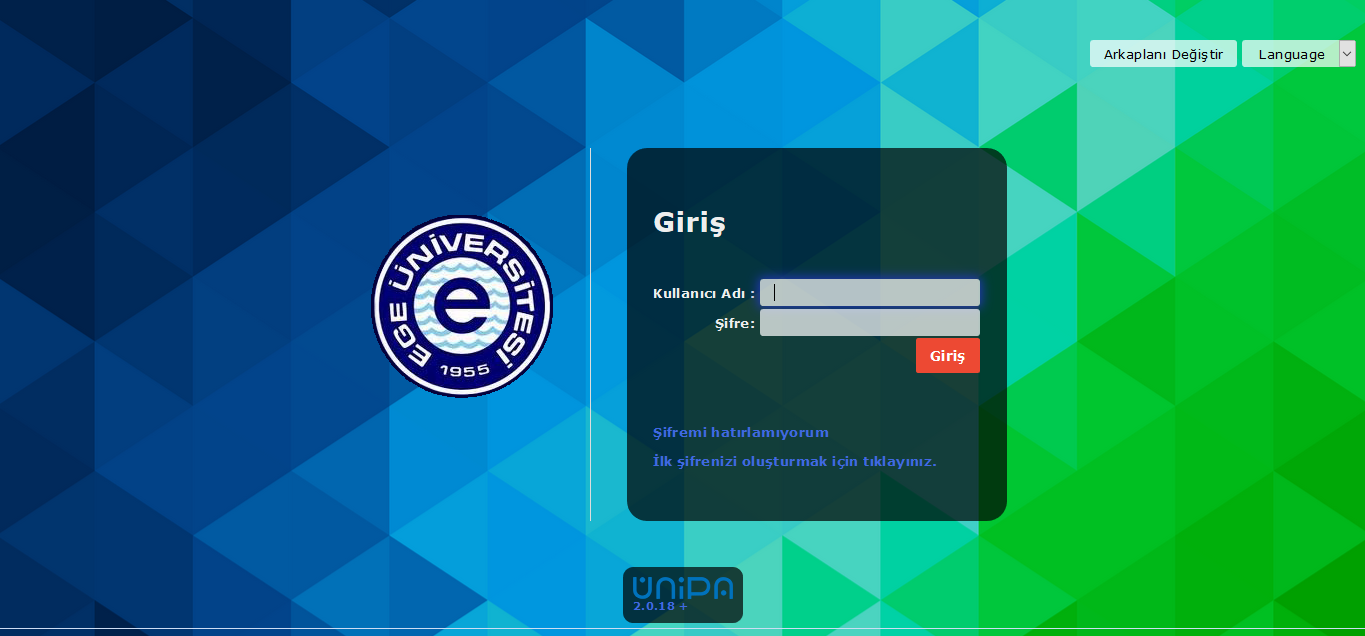 Arkaplanı Değiştir
Language
EGE ÜNİVERSİTESİ
1955
Giriş
Kullanıcı Adı :
Şifre:
Giriş
Şifremi hatırlamıyorum
İlk şifrenizi oluşturmak için tıklayınız.
ÜNiPA
2.0.18 +